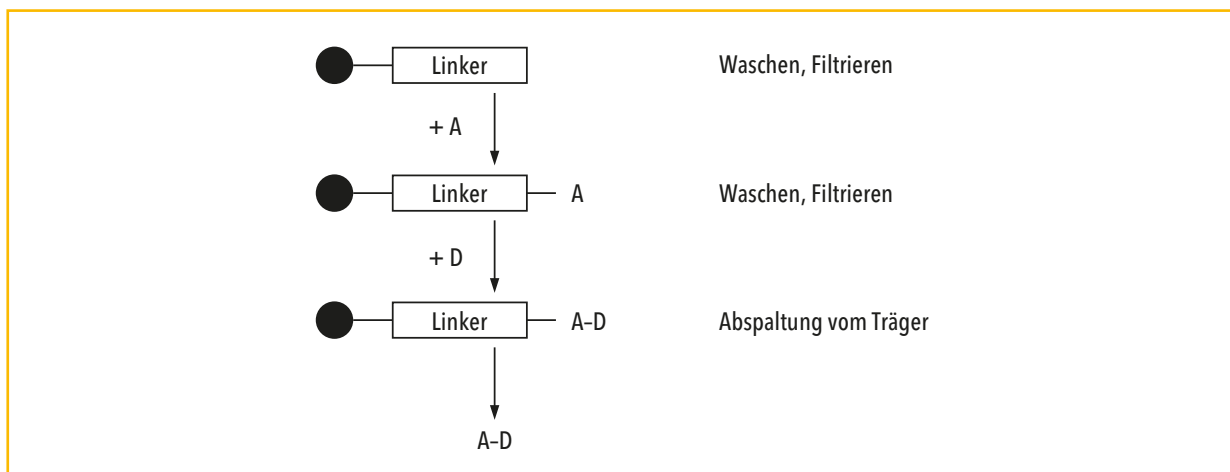 Linker Waschen, Filtrieren
+ A
Linker A Waschen, Filtrieren
+ D
Linker A–D Abspaltung vom Träger
A–D